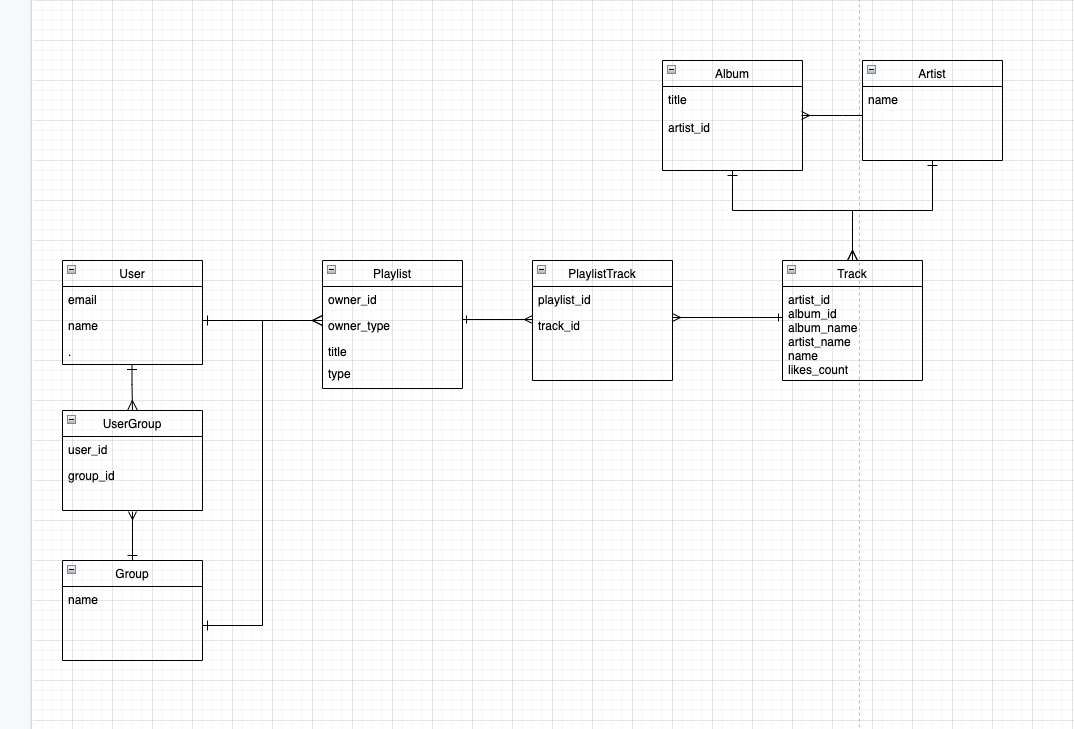 Album
title
artist_id
Artist
name
User
email
name
.
Playlist
owner_id
owner_type
title
type
PlaylistTrack
playlist_id
track_id
Track
artist_id
album_id
album_name
artist_name
name
likes_count
UserGroup
user_id
group_id
Group
name